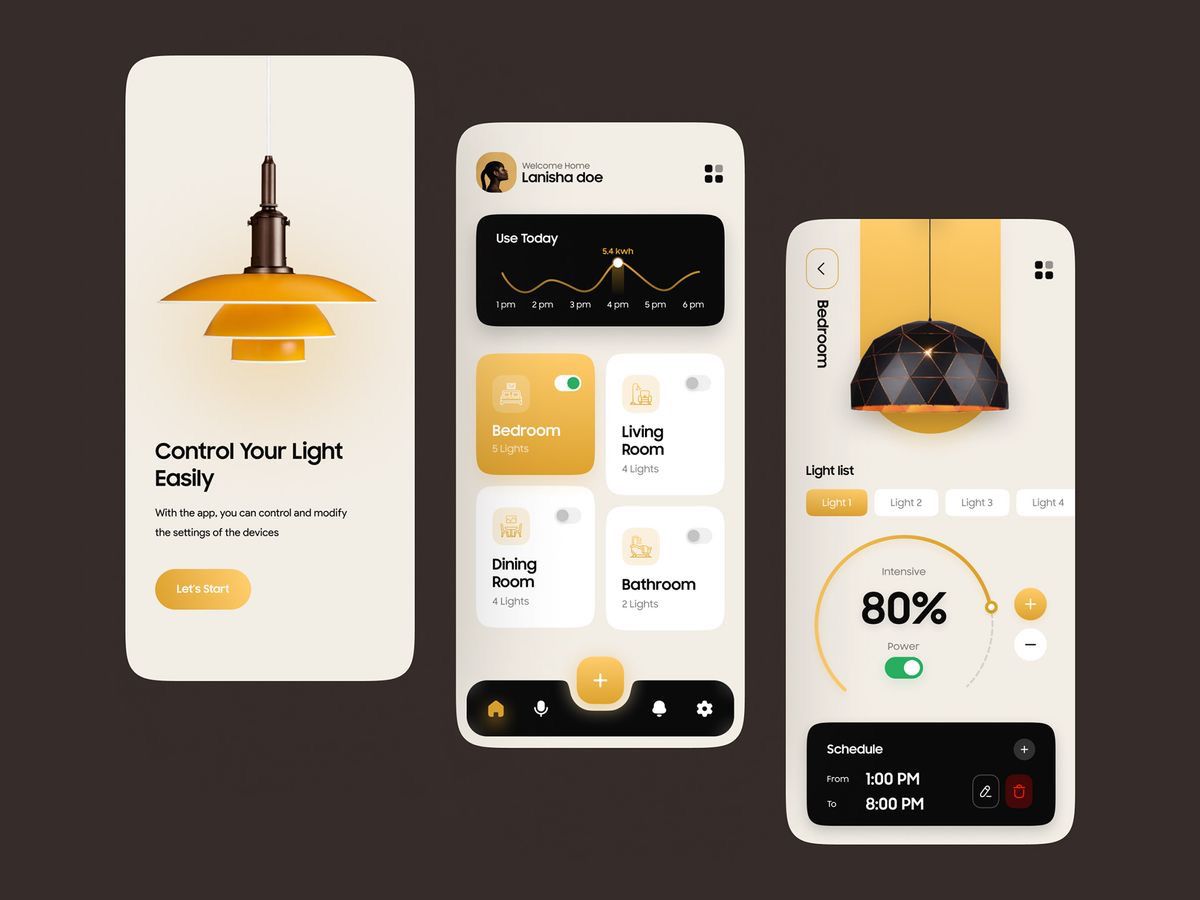 Control Your Light
Easily
With the app, you can control and modify
the settings of the devices
Let's Start
Welcome Home
Lanisha doe
Use Today
5.4 kwh
1 pm 2 pm 3 pm 4 pm 5 pm 6 pm
Bedroom
5 Lights
Living
Room
4 Lights
Dining
Room
4 Lights
Bathroom
2 Lights
Bedroom
Light list
Light 1 Light 2 Light 3 Light 4
Intensive
80%
Power
Schedule
From 1:00 PM
To 8:00 PM